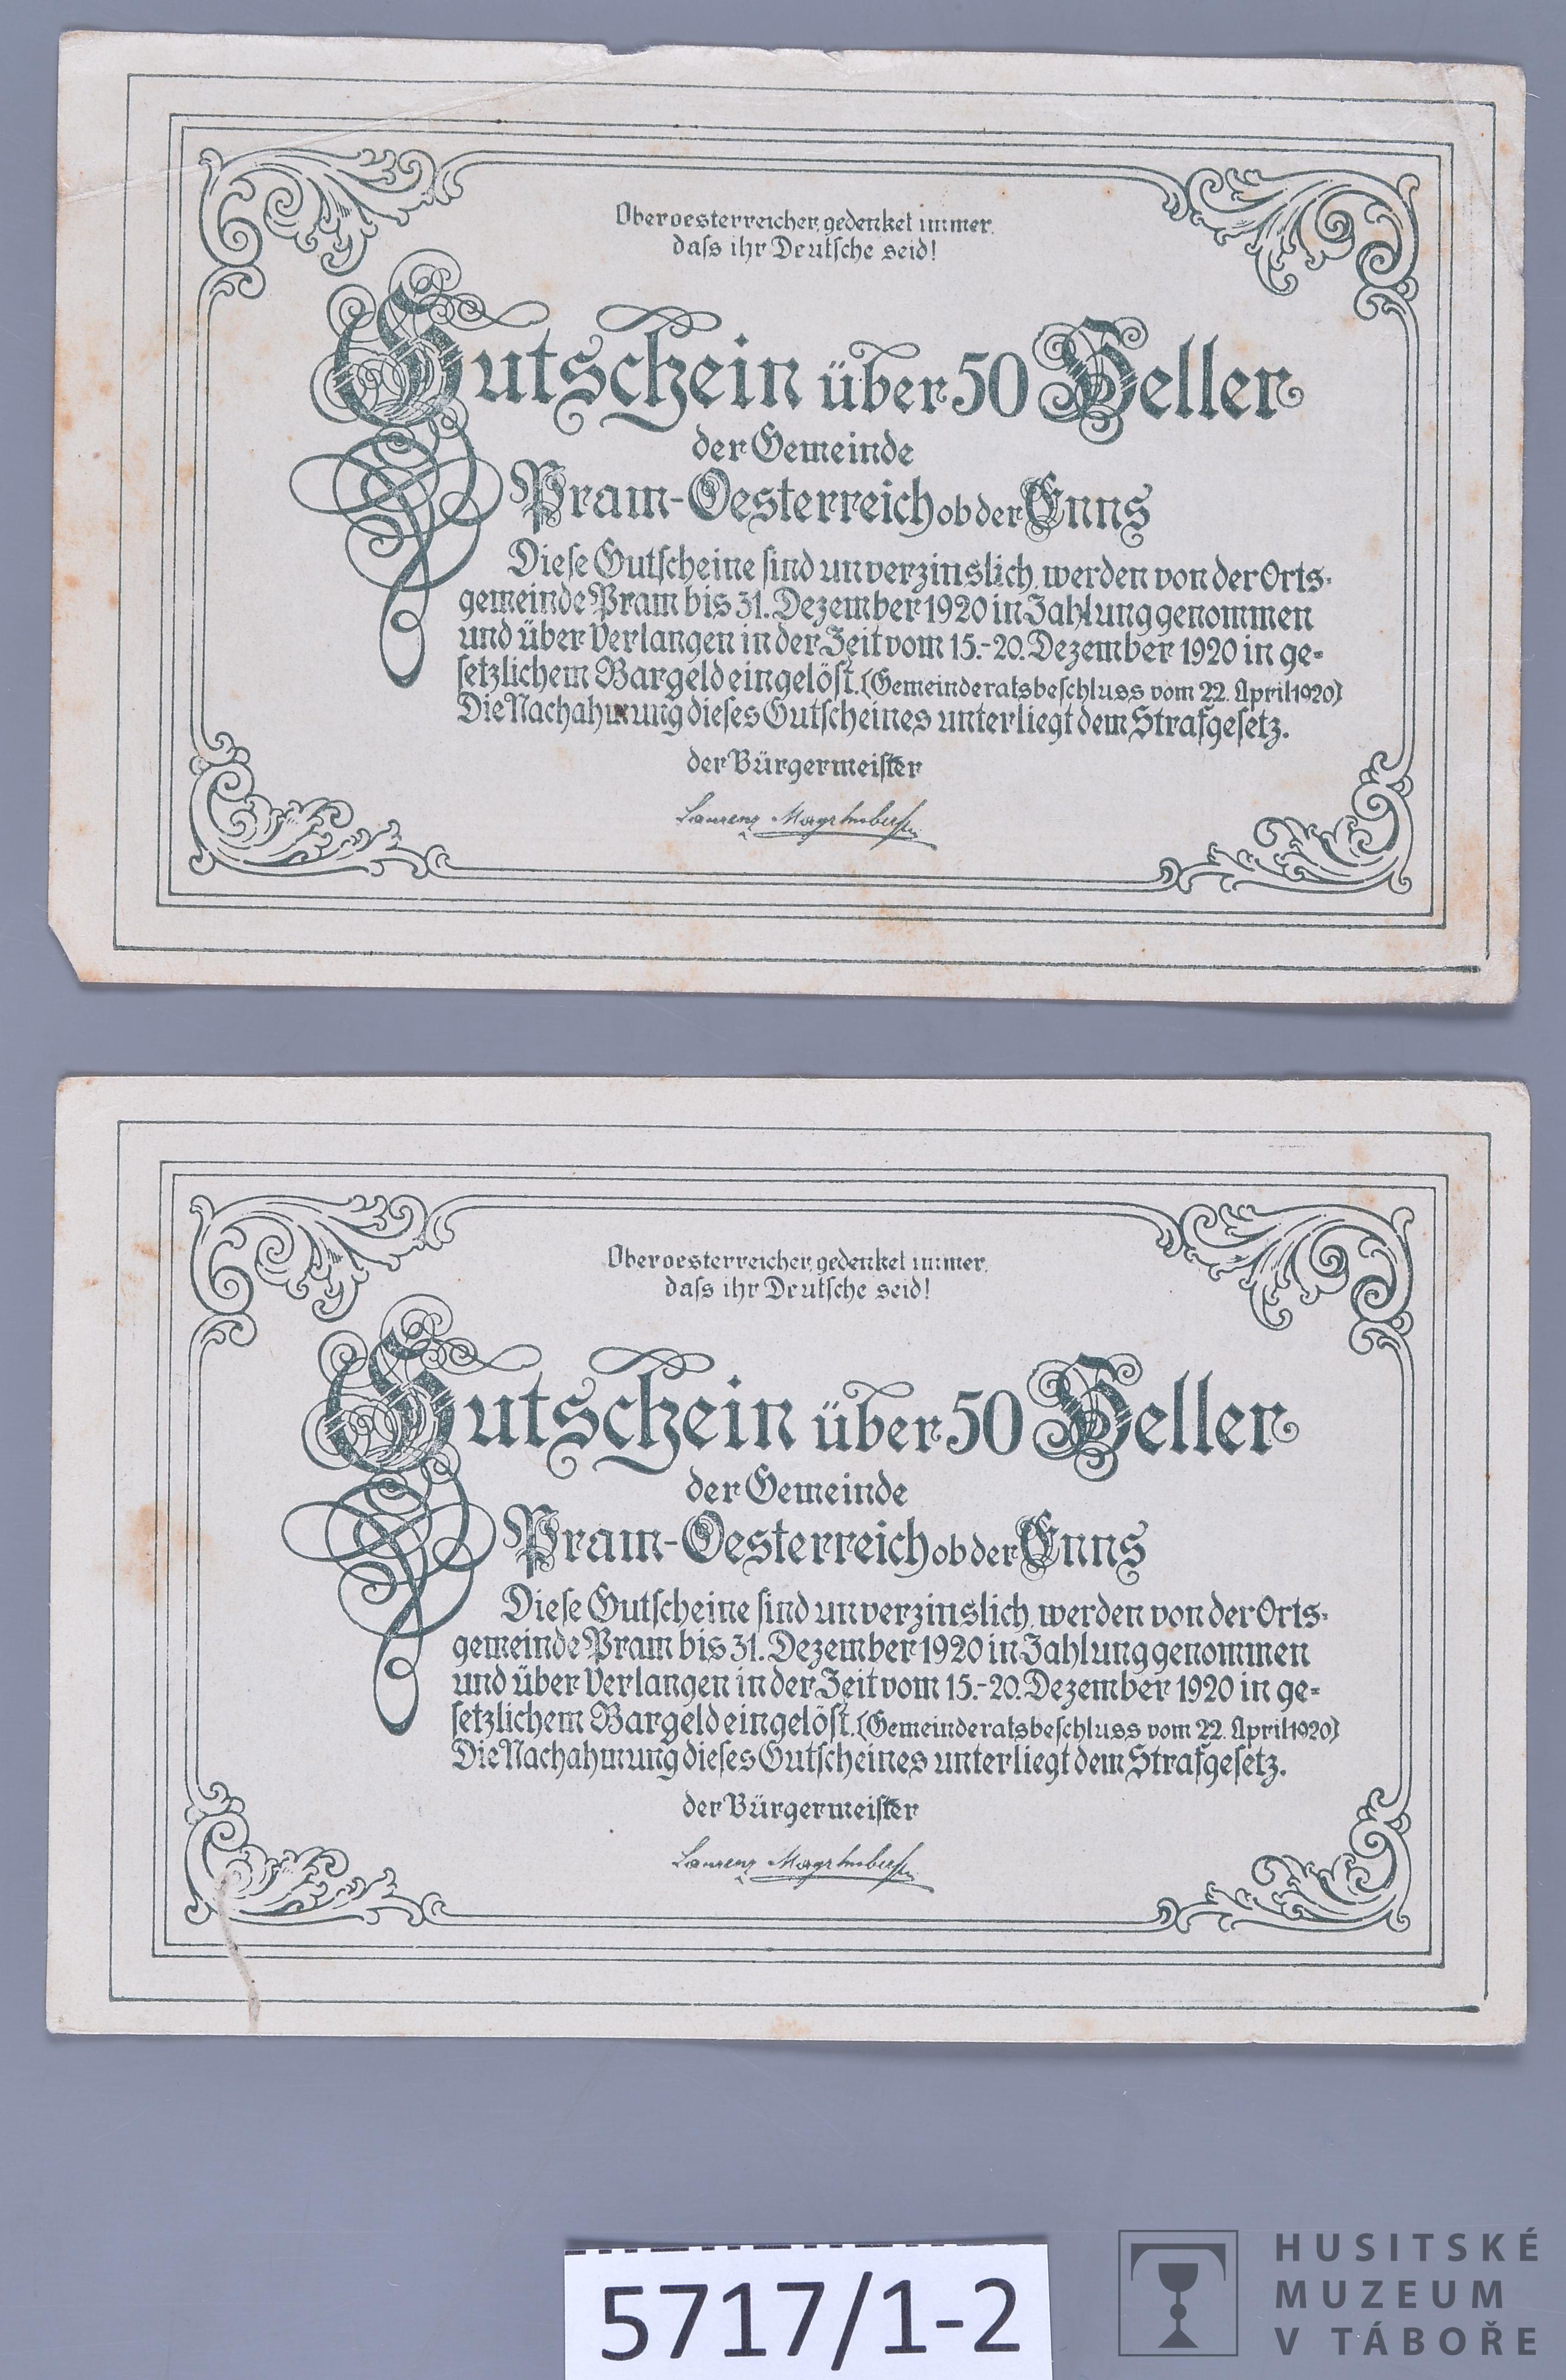 Oberoesterreicher, gedenket immer,
dass ihr Deutsche seid!
Gutschein über 50 Heller
der Gemeinde
Pram-Oesterreich ob der Enns
Diese Gutscheine sind unverzinslich, werden von der Orts-
gemeinde Pram bis 31. Dezember 1920 in Zahlung genommen
und über Verlangen in der Zeit vom 15.-20. Dezember 1920 in ge-
setzlichem Bargeld eingelöst. (Gemeinderatsbeschluss vom 22. April 1920)
Die Nachahmung dieses Gutscheines unterliegt dem Strafgesetz.
der Bürgermeister
Laurenz Mayrhuber
Oberoesterreicher, gedenket immer,
dass ihr Deutsche seid!
Gutschein über 50 Heller
der Gemeinde
Pram-Oesterreich ob der Enns
Diese Gutscheine sind unverzinslich, werden von der Orts-
gemeinde Pram bis 31. Dezember 1920 in Zahlung genommen
und über Verlangen in der Zeit vom 15.-20. Dezember 1920 in ge-
setzlichem Bargeld eingelöst. (Gemeinderatsbeschluss vom 22. April 1920)
Die Nachahmung dieses Gutscheines unterliegt dem Strafgesetz.
der Bürgermeister
Laurenz Mayrhuber
5717/1-2
HUSITSKÉ
MUZEUM
V TÁBOŘE